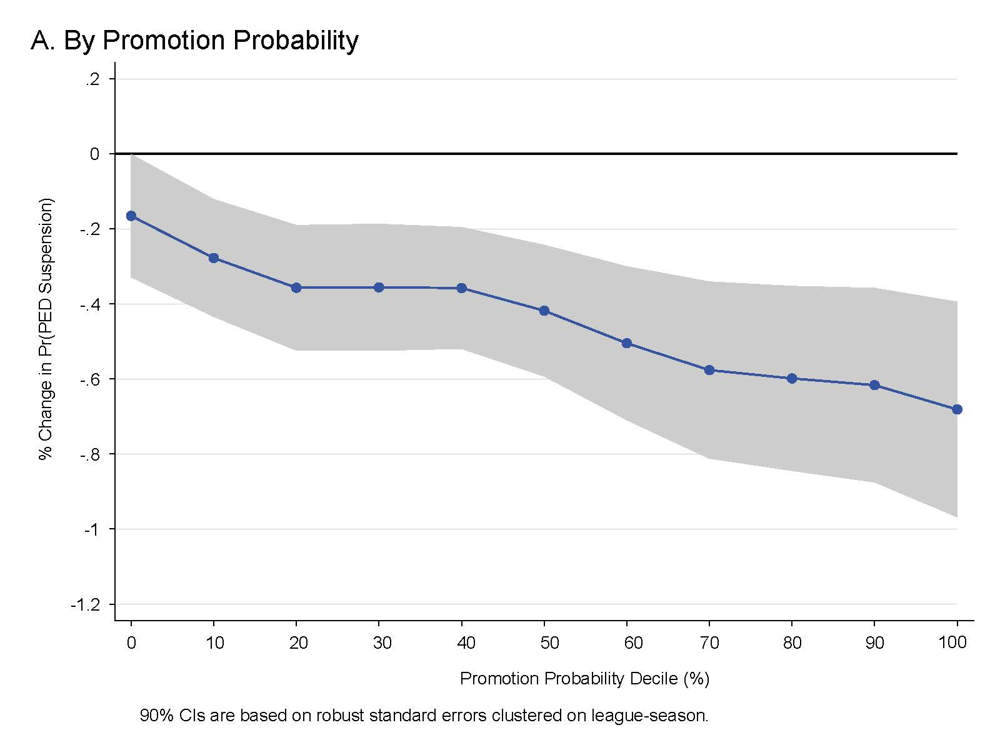 A. By Promotion Probability
.2
0
-.2
-.4
-.6
-.8
-1
-1.2
% Change in Pr(PED Suspension)
0 10 20 30 40 50 60 70 80 90 100
Promotion Probability Decile (%)
90% CIs are based on robust standard errors clustered on league-season.